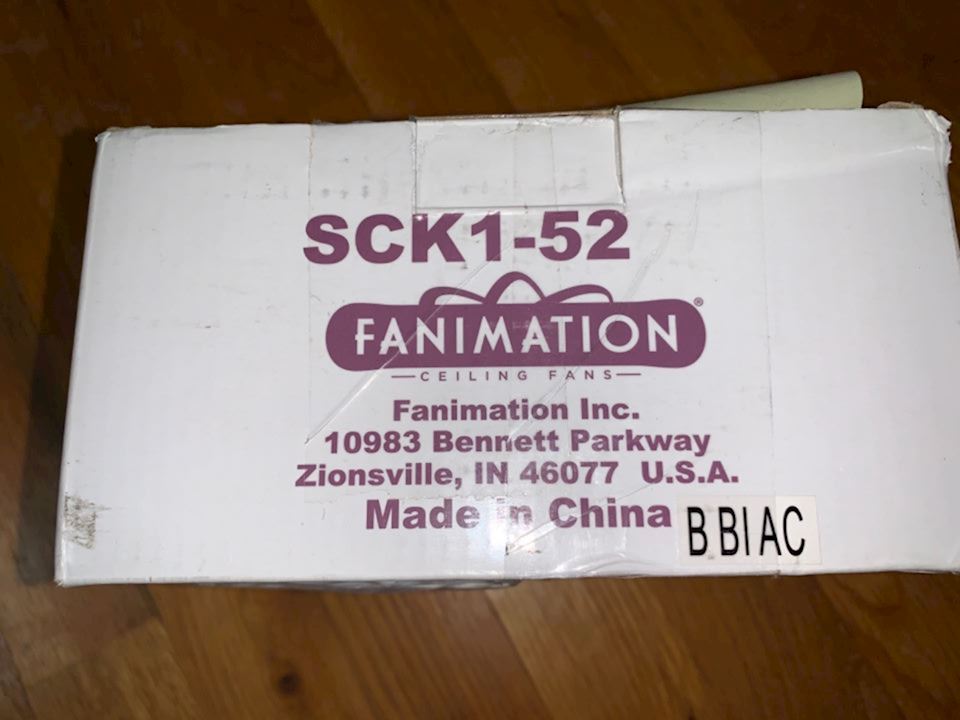 SCK1-52
FANIMATION®
CEILING FANS
Fanimation Inc.
10983 Bennett Parkway
Zionsville, IN 46077 U.S.A.
Made in China
B BI AC